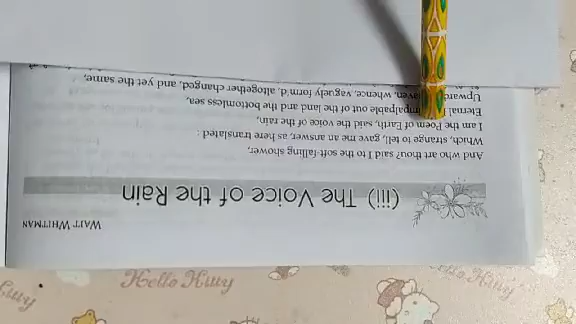 WALT WHITMAN
(iii) The Voice of the Rain
And who art thou? said I to the soft-falling shower,
Which, strange to tell, gave me an answer, as here translated :
I am the Poem of Earth, said the voice of the rain,
Eternal I impalpable out of the land and the bottomless sea,
Upward heaven, whence, vaguely form'd, altogether changed, and yet the same,
Hello Kitty
Kitty